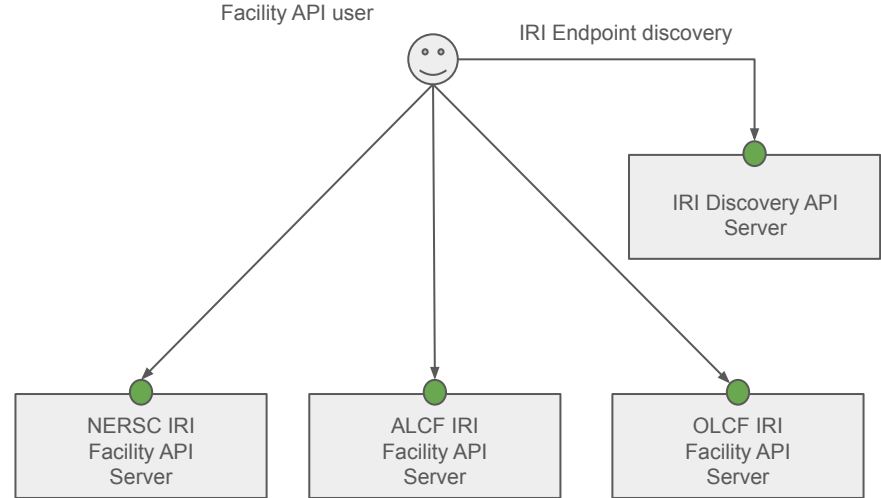 Facility API user
IRI Endpoint discovery
IRI Discovery API
Server
NERSC IRI
Facility API
Server
ALCF IRI
Facility API
Server
OLCF IRI
Facility API
Server